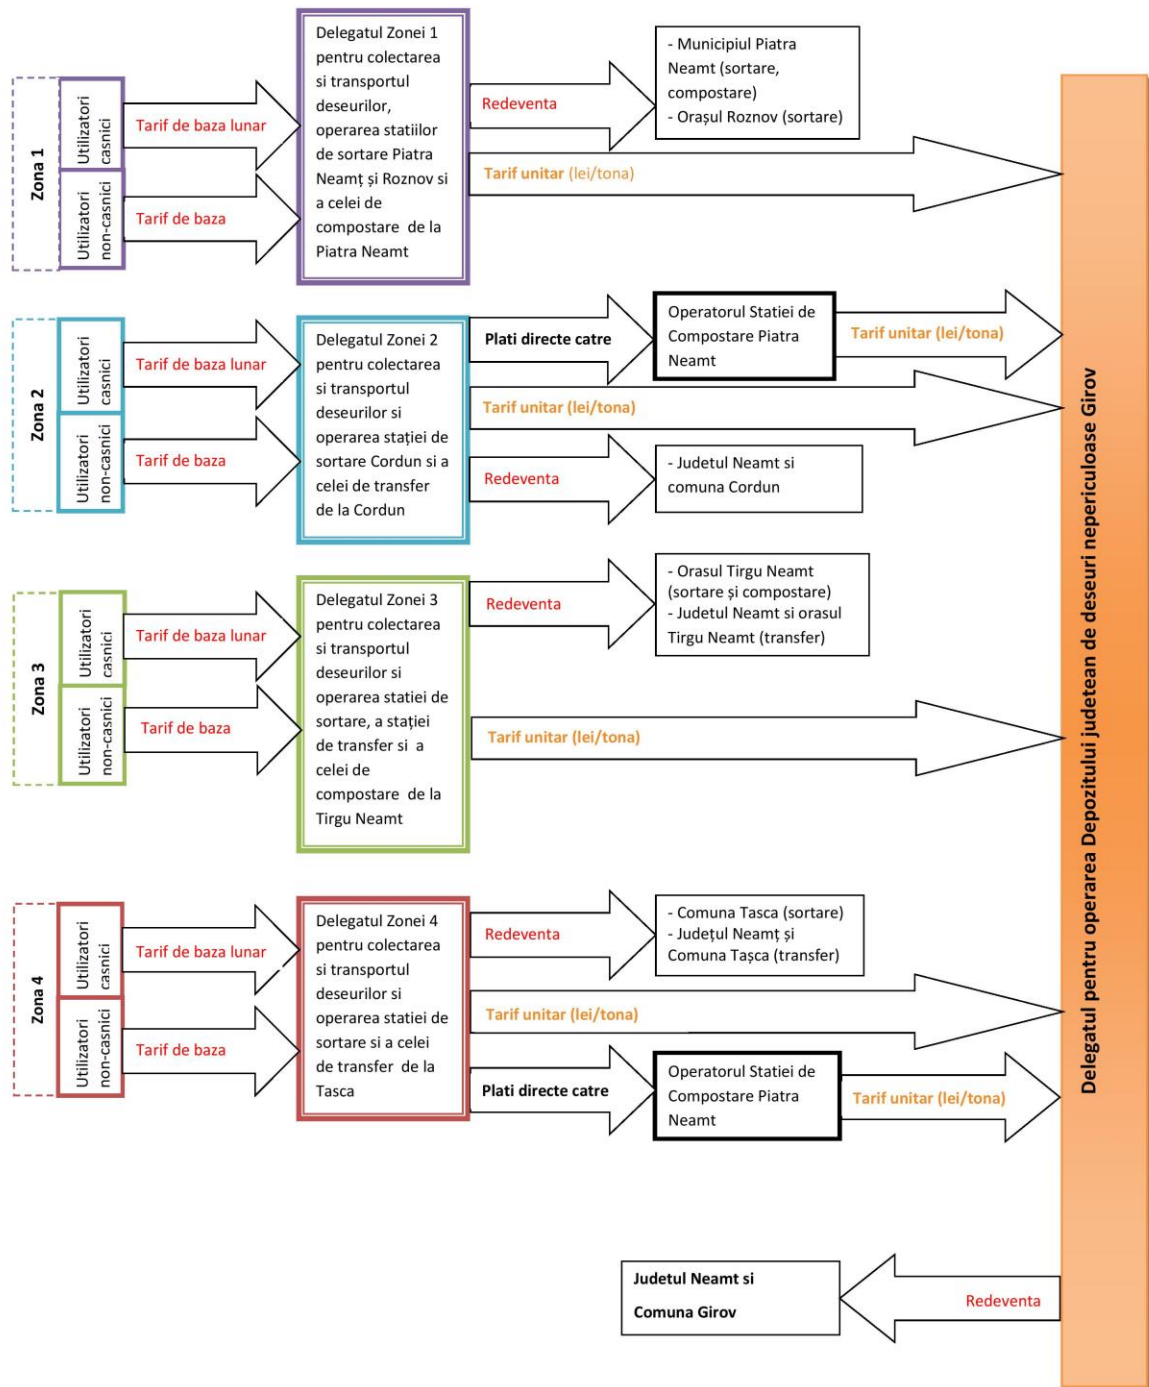 Zona 1
Utilizatori
casnici
Utilizatori
non-casnici
Tarif de baza lunar
Tarif de baza
Delegatul Zonei 1
pentru colectarea
si transportul
deseurilor,
operarea statiilor
de sortare Piatra
Neamț și Roznov si
a celei de
compostare de la
Piatra Neamt
Redeventa
- Municipiul Piatra
Neamt (sortare,
compostare)
- Orașul Roznov (sortare)
Tarif unitar (lei/tona)
Zona 2
Utilizatori
casnici
Utilizatori
non-casnici
Tarif de baza lunar
Tarif de baza
Delegatul Zonei 2
pentru colectarea
si transportul
deseurilor si
operarea stației de
sortare Cordun si a
celei de transfer
de la Cordun
Plati directe catre
Operatorul Statiei de
Compostare Piatra
Neamt
Tarif unitar (lei/tona)
Tarif unitar (lei/tona)
Redeventa
- Judetul Neamt si
comuna Cordun
Zona 3
Utilizatori
casnici
Utilizatori
non-casnici
Tarif de baza lunar
Tarif de baza
Delegatul Zonei 3
pentru colectarea
si transportul
deseurilor si
operarea statiei de
sortare, a stației
de transfer si a
celei de
compostare de la
Tirgu Neamt
Redeventa
- Orasul Tirgu Neamt
(sortare și compostare)
- Judetul Neamt si orasul
Tirgu Neamt (transfer)
Tarif unitar (lei/tona)
Zona 4
Utilizatori
casnici
Utilizatori
non-casnici
Tarif de baza lunar
Tarif de baza
Delegatul Zonei 4
pentru colectarea
si transportul
deseurilor si
operarea statiei de
sortare si a celei
de transfer de la
Tasca
Redeventa
- Comuna Tasca (sortare)
- Județul Neamț și
Comuna Tașca (transfer)
Tarif unitar (lei/tona)
Plati directe catre
Operatorul Statiei de
Compostare Piatra
Neamt
Tarif unitar (lei/tona)
Delegatul pentru operarea Depozitului judetean de deseuri nepericuloase Girov
Judetul Neamt si
Comuna Girov
Redeventa